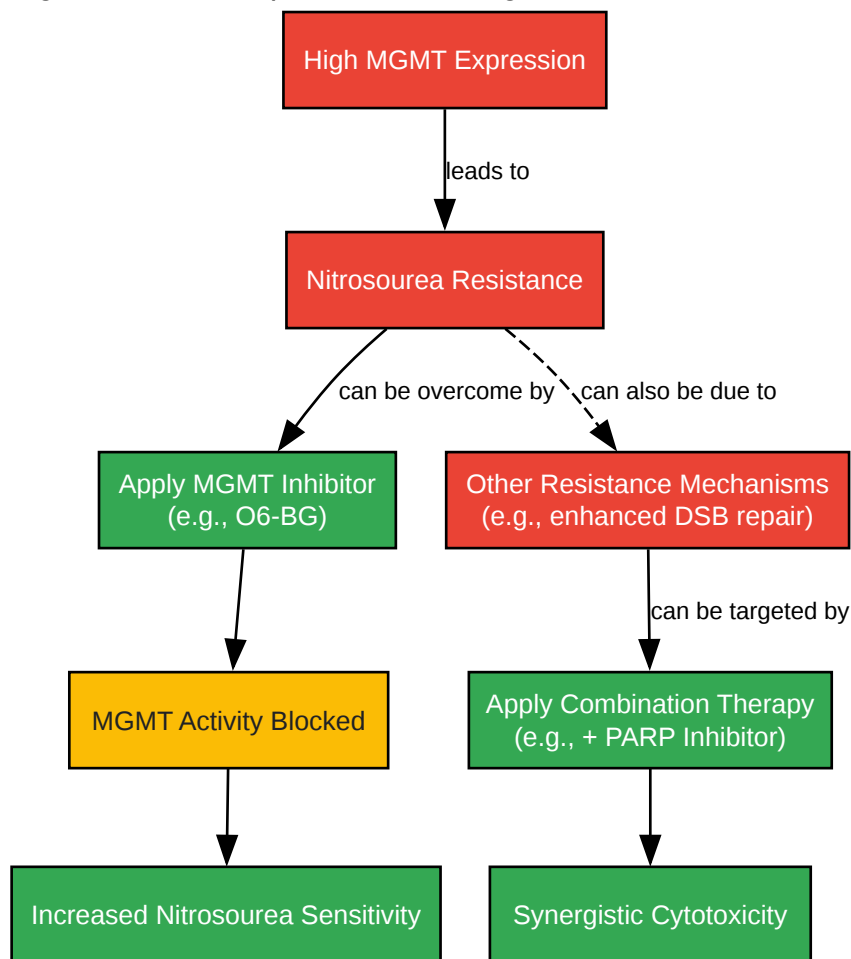 High MGMT Expression
leads to
Nitrosourea Resistance
can be overcome by
can also be due to
Apply MGMT Inhibitor
(e.g., O6-BG)
Other Resistance Mechanisms
(e.g., enhanced DSB repair)
can be targeted by
MGMT Activity Blocked
Apply Combination Therapy
(e.g., + PARP Inhibitor)
Increased Nitrosourea Sensitivity
Synergistic Cytotoxicity